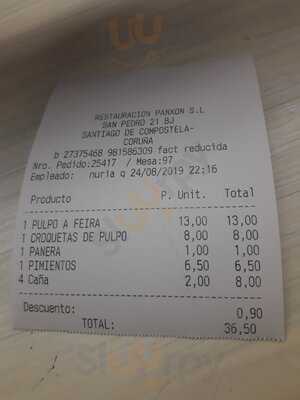 RESTAURACION PANXON S.L
SAN PEDRO 21 BJ
SANTIAGO DE COMPOSTELA-
CORUÑA
b 27375468 981586309 fact reducida
Nro. Pedido:25417 / Mesa:97
Empleado: nuria q 24/08/2019 22:16
Producto P. Unit. Total
1 PULPO A FEIRA 13,00 13,00
1 CROQUETAS DE PULPO 8,00 8,00
1 PANERA 1,00 1,00
1 PIMIENTOS 6,50 6,50
4 Caña 2,00 8,00
Descuento: 0,90
TOTAL: 36,50